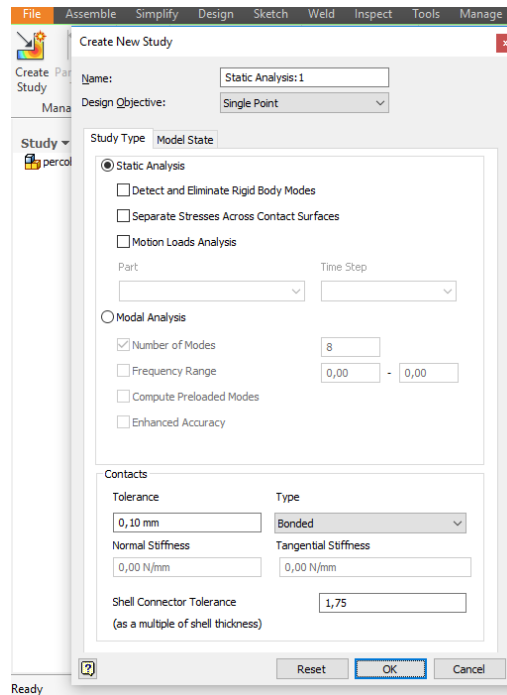 File Assemble Simplify Design Sketch Weld Inspect Tools Manage
Create New Study
Create Par
Study
Mana
Study
percol
Name: Static Analysis:1
Design Objective: Single Point
Study Type Model State
Static Analysis
Detect and Eliminate Rigid Body Modes
Separate Stresses Across Contact Surfaces
Motion Loads Analysis
Part Time Step
Modal Analysis
Number of Modes 8
Frequency Range 0,00 - 0,00
Compute Preloaded Modes
Enhanced Accuracy
Contacts
Tolerance Type
0,10 mm Bonded
Normal Stiffness Tangential Stiffness
0,00 N/mm 0,00 N/mm
Shell Connector Tolerance 1,75
(as a multiple of shell thickness)
Reset OK Cancel
Ready